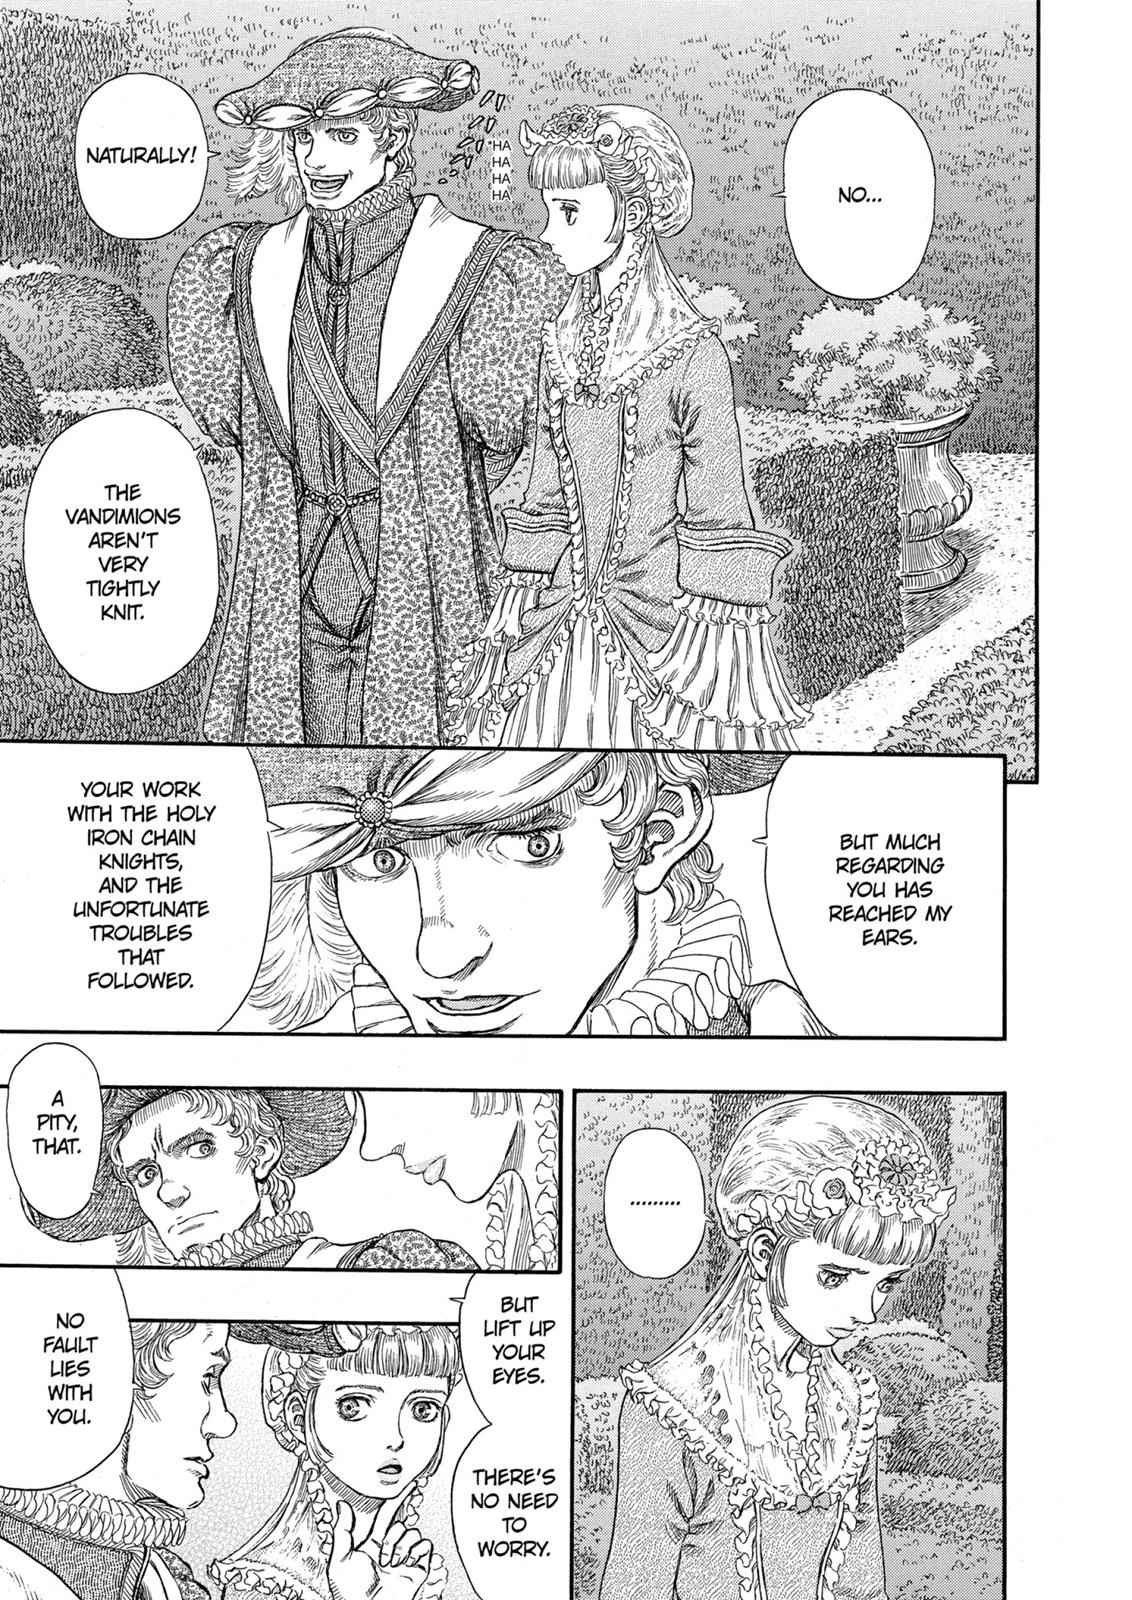 NO...
HA
HA
HA
HA
NATURALLY!
THE
VANDIMIONS
AREN'T
VERY
TIGHTLY
KNIT.
BUT MUCH
REGARDING
YOU HAS
REACHED MY
EARS.
YOUR WORK
WITH THE HOLY
IRON CHAIN
KNIGHTS,
AND THE
UNFORTUNATE
TROUBLES
THAT
FOLLOWED.
..........
A
PITY,
THAT.
BUT
LIFT UP
YOUR
EYES.
THERE'S
NO NEED
TO
WORRY.
NO
FAULT
LIES
WITH
YOU.